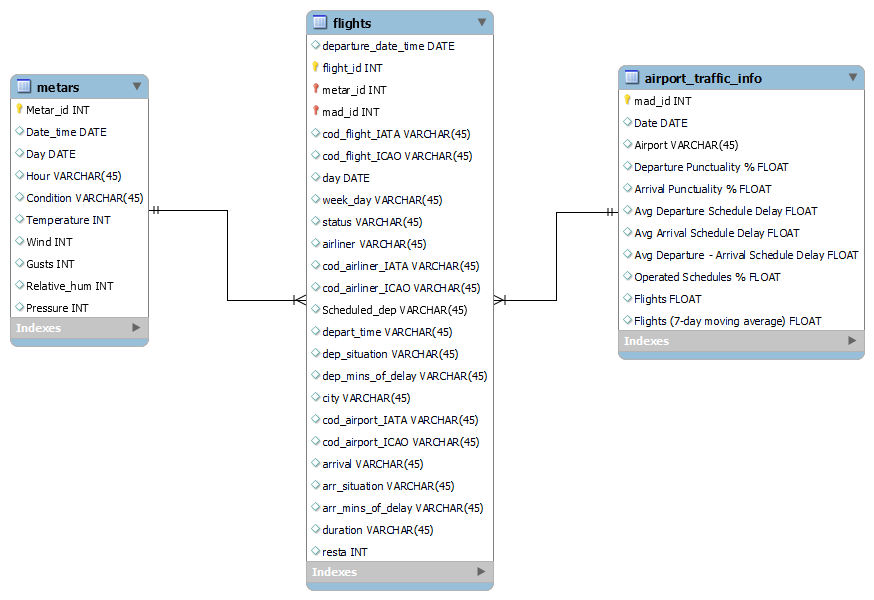 metars
Metar_id INT
Date_time DATE
Day DATE
Hour VARCHAR(45)
Condition VARCHAR(45)
Temperature INT
Wind INT
Gusts INT
Relative_hum INT
Pressure INT
Indexes
flights
departure_date_time DATE
flight_id INT
metar_id INT
mad_id INT
cod_flight_IATA VARCHAR(45)
cod_flight_ICAO VARCHAR(45)
day DATE
week_day VARCHAR(45)
status VARCHAR(45)
airliner VARCHAR(45)
cod_airliner_IATA VARCHAR(45)
cod_airliner_ICAO VARCHAR(45)
Scheduled_dep VARCHAR(45)
depart_time VARCHAR(45)
dep_situation VARCHAR(45)
dep_mins_of_delay VARCHAR(45)
city VARCHAR(45)
cod_airport_IATA VARCHAR(45)
cod_airport_ICAO VARCHAR(45)
arrival VARCHAR(45)
arr_situation VARCHAR(45)
arr_mins_of_delay VARCHAR(45)
duration VARCHAR(45)
resta INT
Indexes
airport_traffic_info
mad_id INT
Date DATE
Airport VARCHAR(45)
Departure Punctuality % FLOAT
Arrival Punctuality % FLOAT
Avg Departure Schedule Delay FLOAT
Avg Arrival Schedule Delay FLOAT
Avg Departure - Arrival Schedule Delay FLOAT
Operated Schedules % FLOAT
Flights FLOAT
Flights (7-day moving average) FLOAT
Indexes